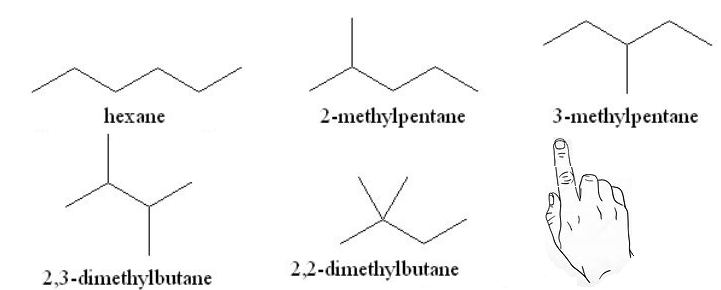 hexane
2-methylpentane
3-methylpentane
2,3-dimethylbutane
2,2-dimethylbutane